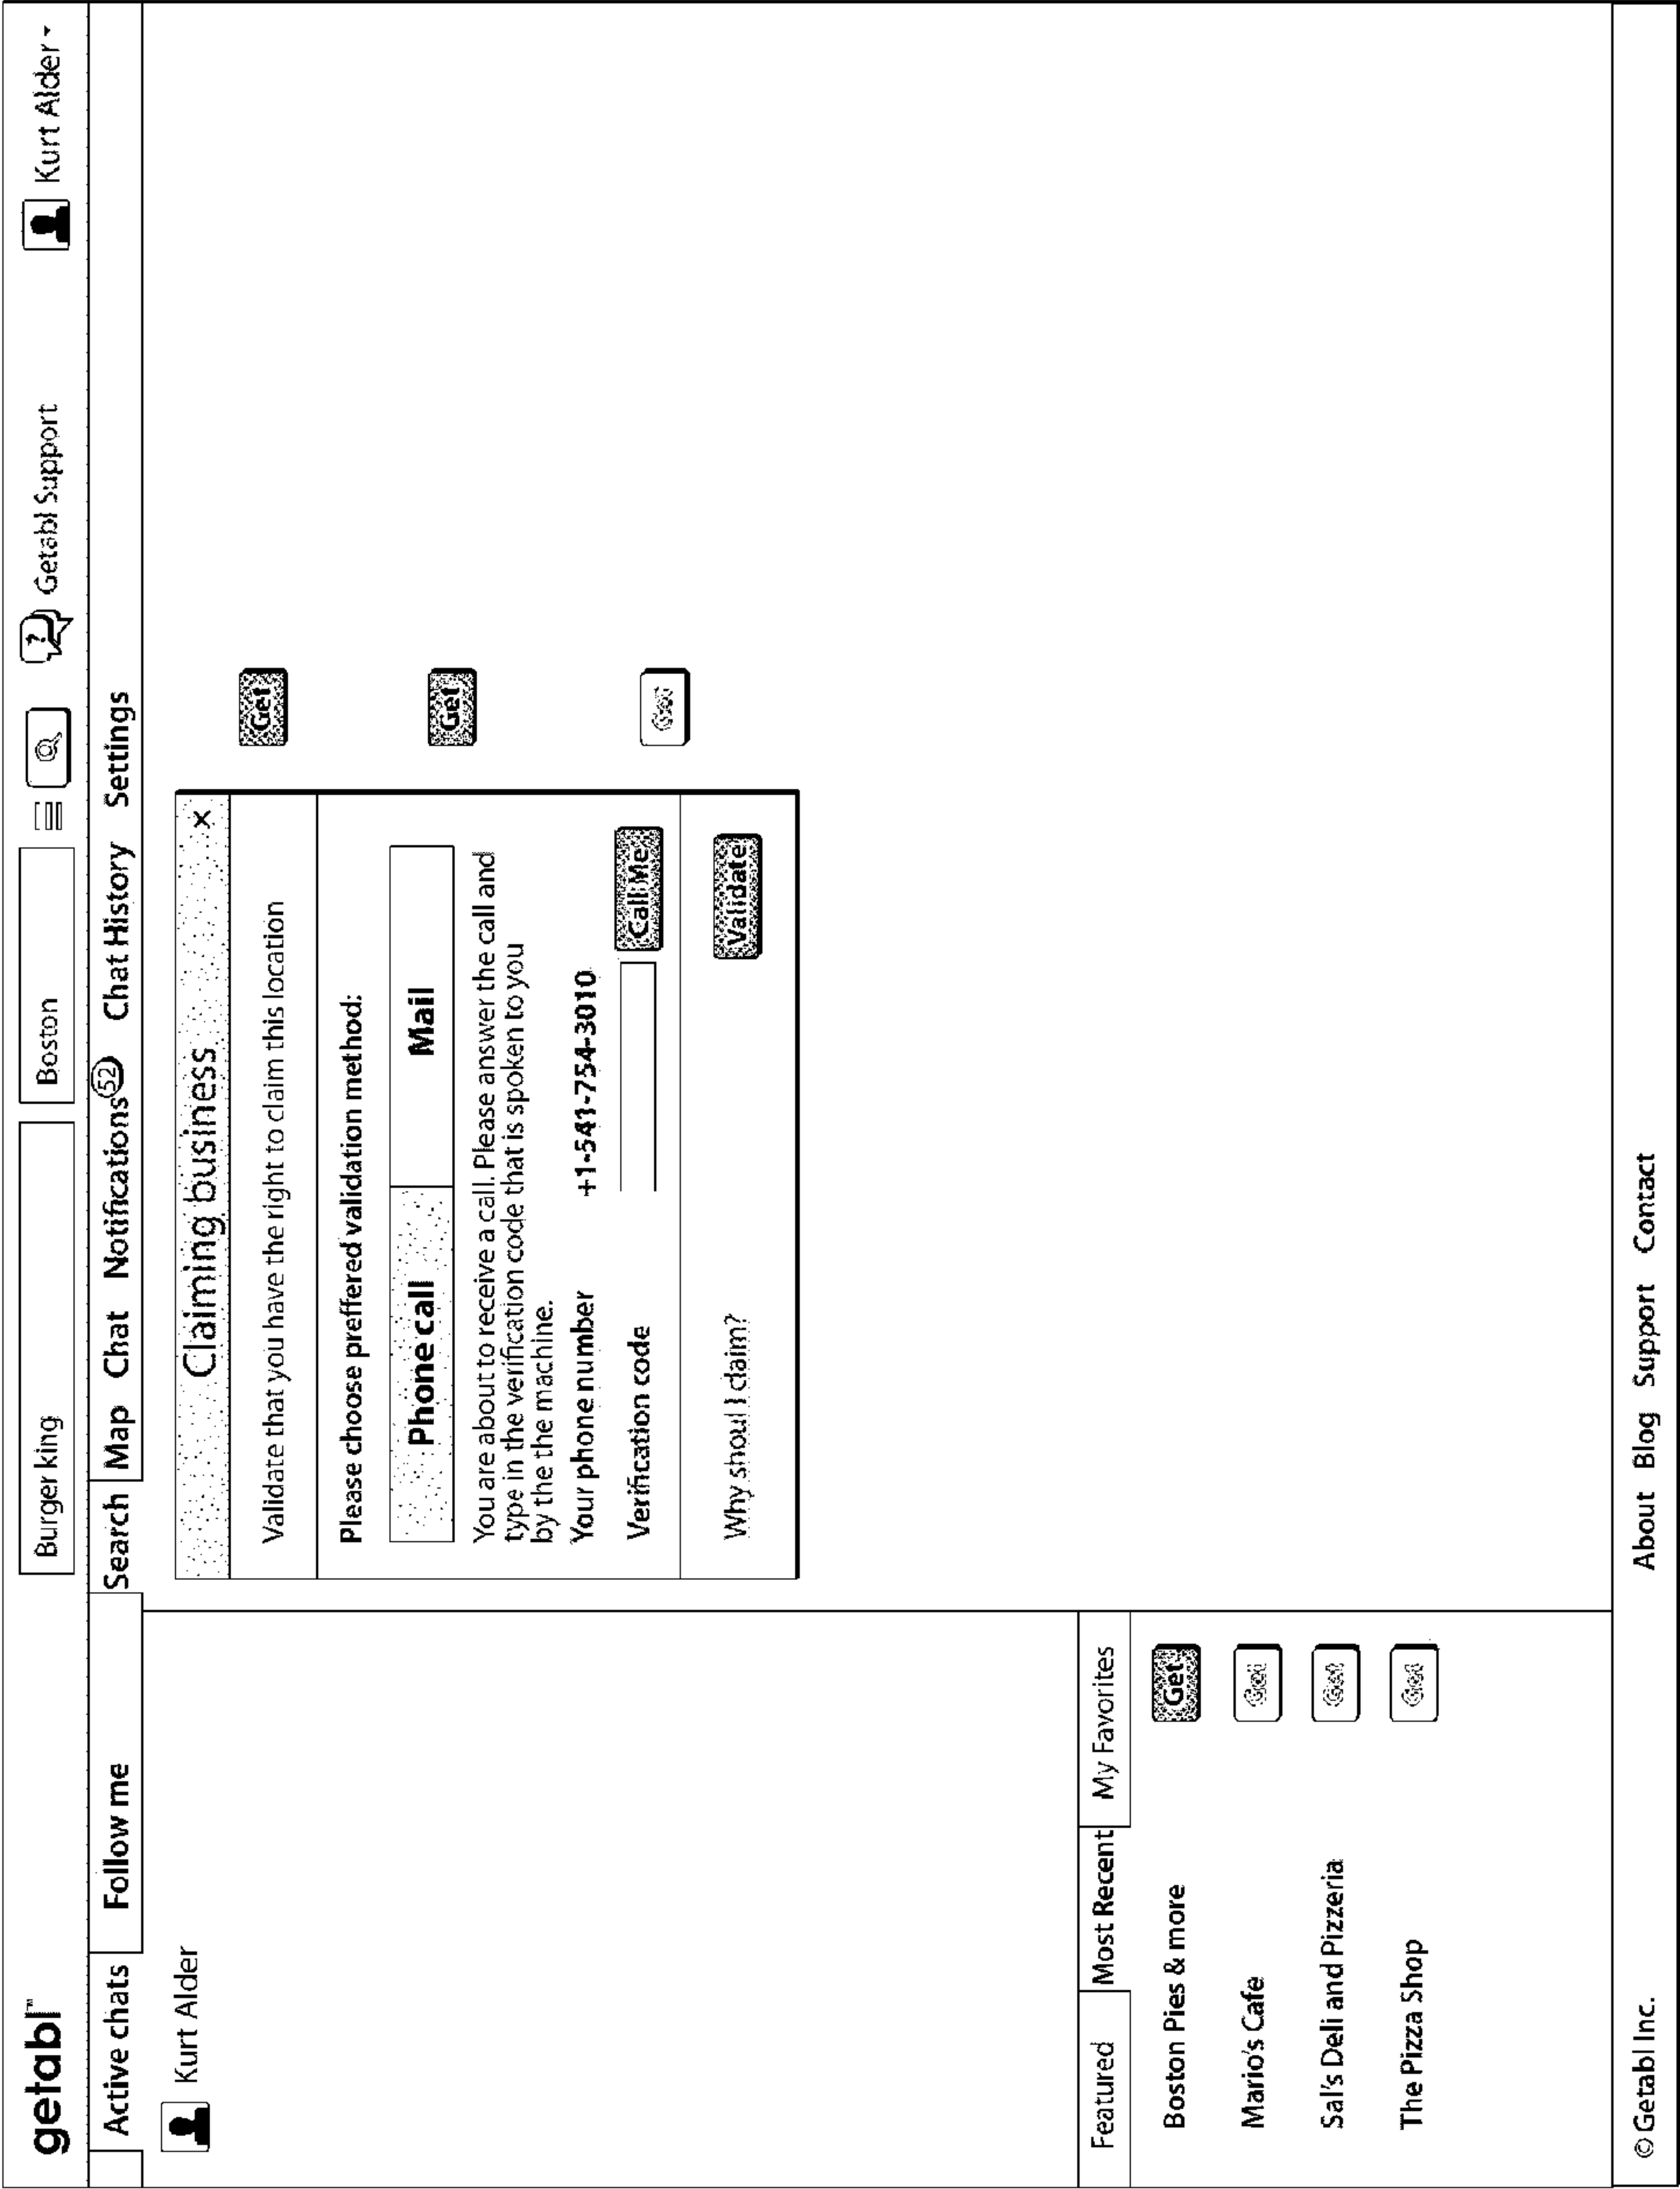 getabl™
Burger king
Boston
Getabl Support
Kurt Alder
Active chats
Follow me
Search
Map
Chat
Notifications 52
Chat History
Settings
Kurt Alder
Claiming business ×
Validate that you have the right to claim this location
Please choose preffered validation method:
Phone call
Mail
You are about to receive a call. Please answer the call and
type in the verification code that is spoken to you
by the the machine.
Your phone number +1-541-754-3010
Verification code
Call Me
Why shoul I claim?
Validate
Get
Get
Get
Featured
Most Recent
My Favorites
Boston Pies & more Get
Mario's Cafe Get
Sal's Deli and Pizzeria Get
The Pizza Shop Get
© Getabl Inc.
About Blog Support Contact